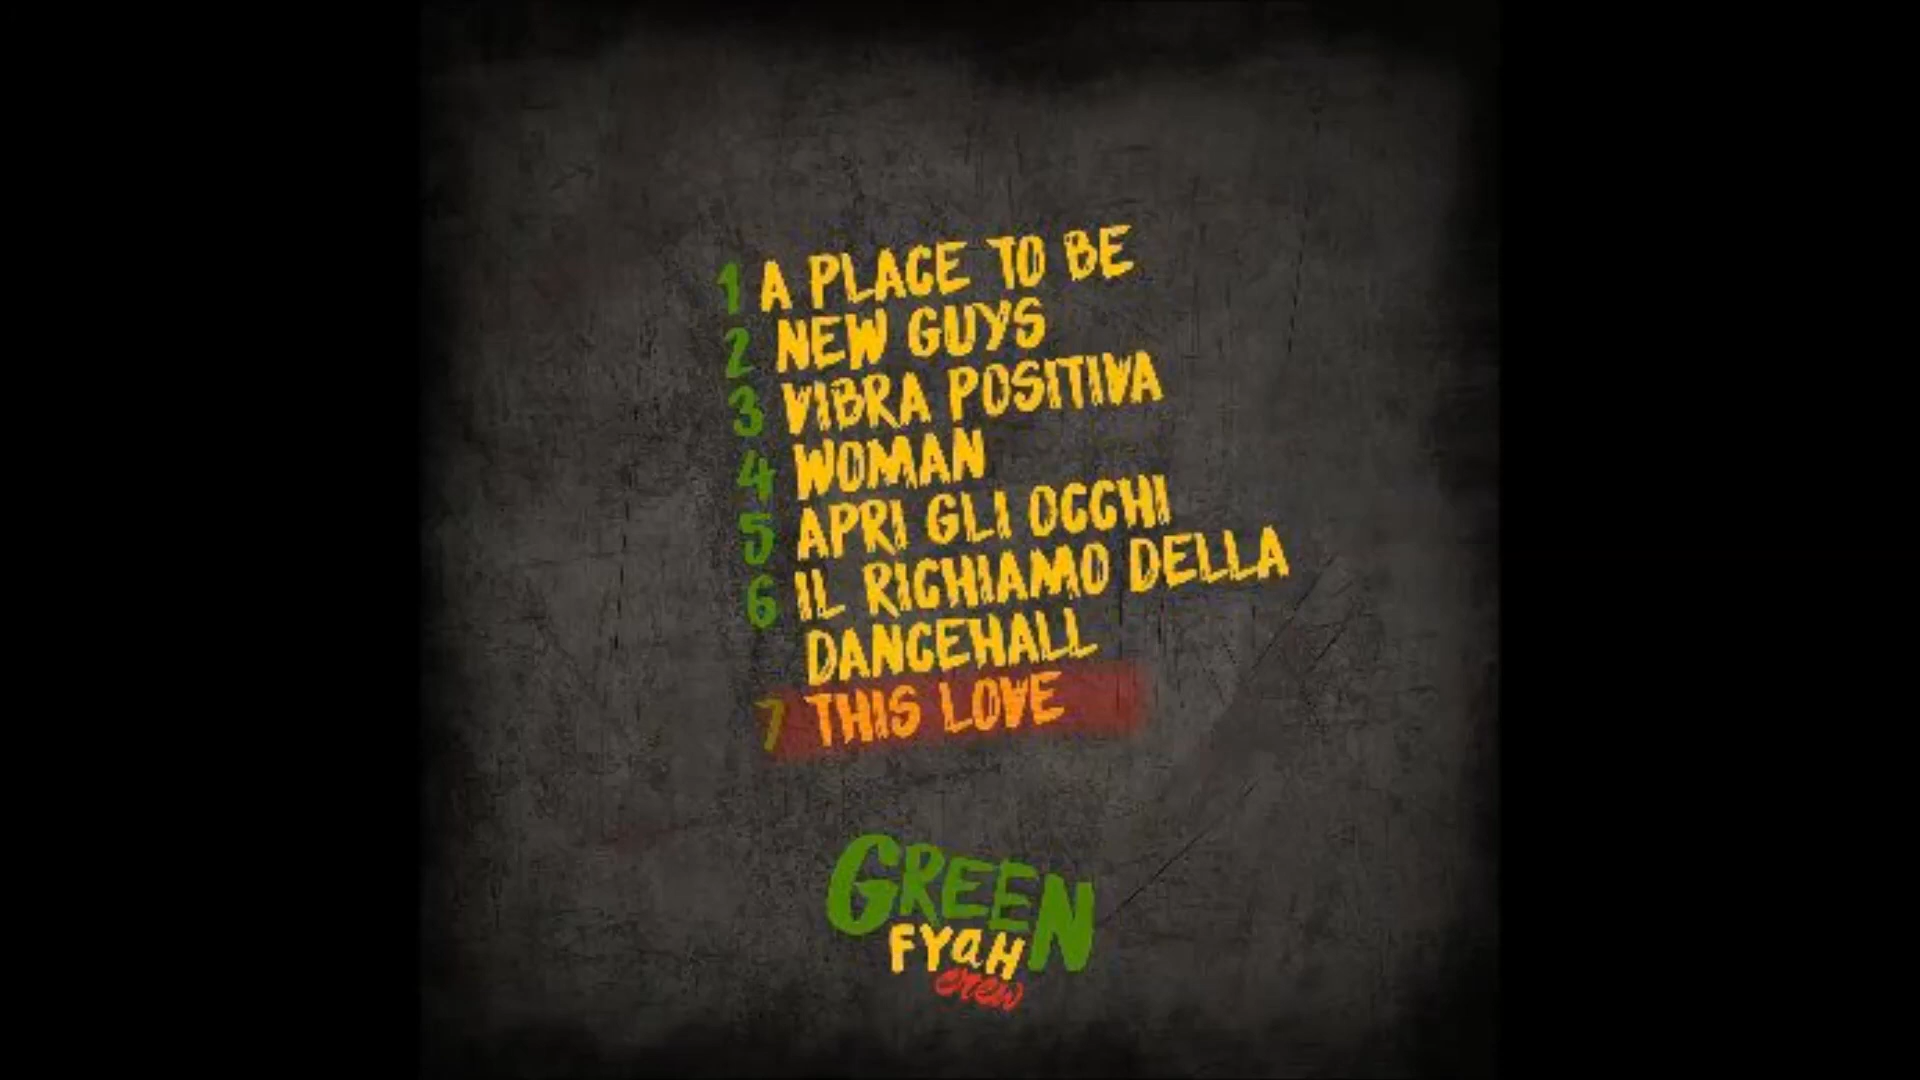 1 A PLACE TO BE
2 NEW GUYS
3 VIBRA POSITIVA
4 WOMAN
5 APRI GLI OCCHI
6 IL RICHIAMO DELLA
DANCEHALL
7 THIS LOVE
GREEN
FYaH
crew